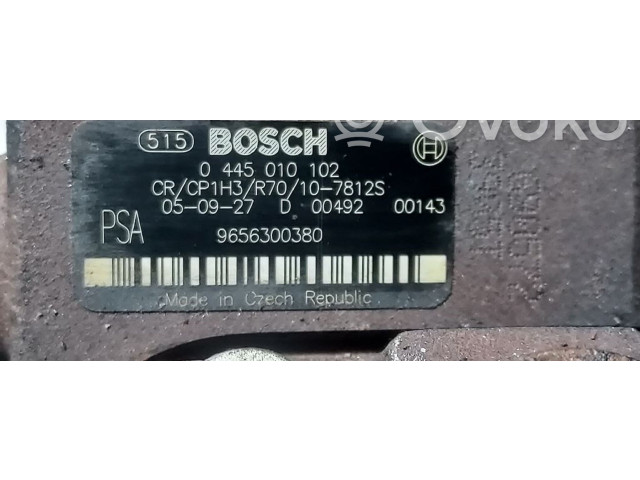 515 BOSCH
0 445 010 102
CR/CP1H3/R70/10-7812S
05-09-27 D 00492 00143
PSA 9656300380
Made in Czech Republic